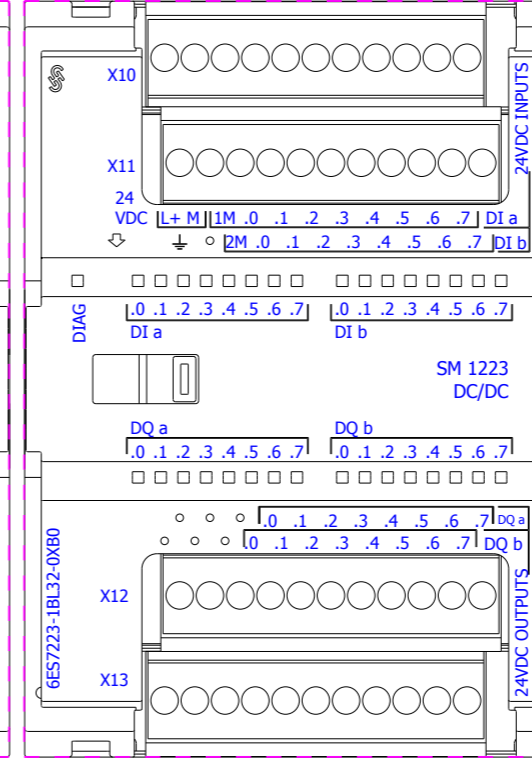 X10
24VDC INPUTS
X11
24
VDC
L+ M 1M .0 .1 .2 .3 .4 .5 .6 .7 DI a
2M .0 .1 .2 .3 .4 .5 .6 .7 DI b
DIAG
.0 .1 .2 .3 .4 .5 .6 .7 .0 .1 .2 .3 .4 .5 .6 .7
DI a DI b
SM 1223
DC/DC
DQ a DQ b
.0 .1 .2 .3 .4 .5 .6 .7 .0 .1 .2 .3 .4 .5 .6 .7
.0 .1 .2 .3 .4 .5 .6 .7 DQ a
.0 .1 .2 .3 .4 .5 .6 .7 DQ b
6ES7223-1BL32-0XB0
X12
24VDC OUTPUTS
X13